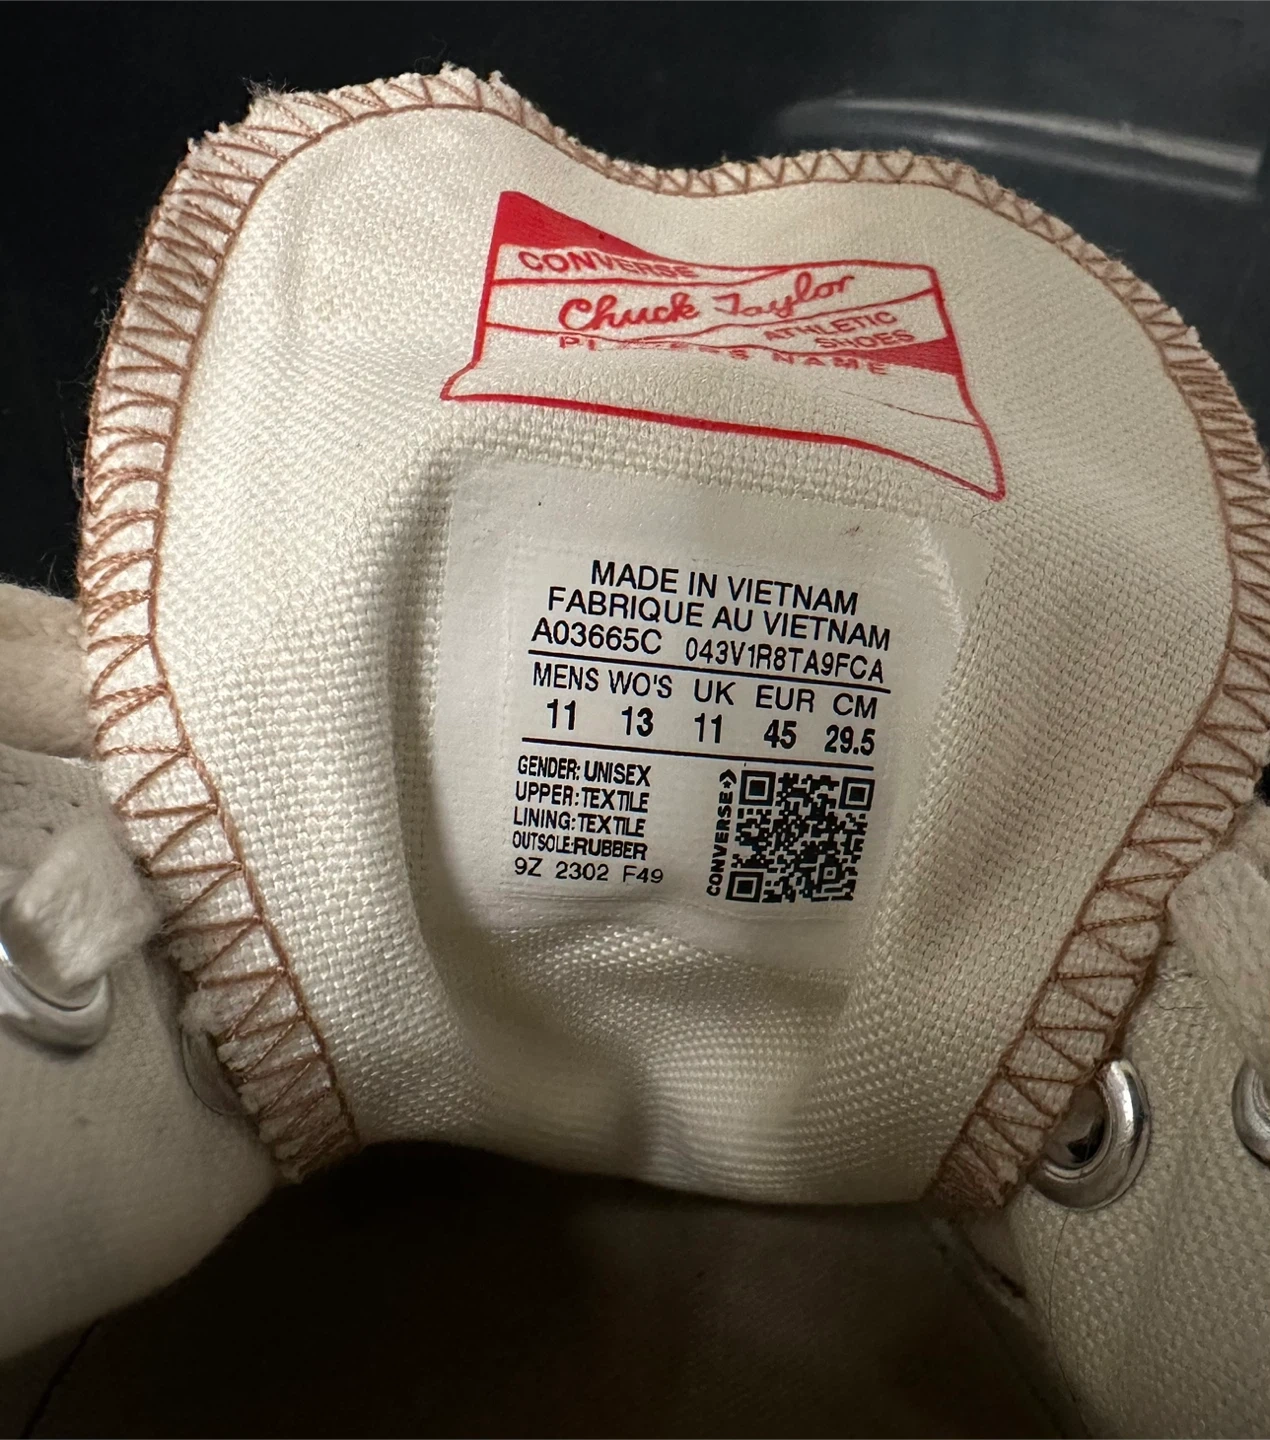 CONVERSE
Chuck Taylor
ATHLETIC
SHOES
NAME
MADE IN VIETNAM
FABRIQUE AU VIETNAM
A03665C 043V1R8TA9FCA
MENS WO'S UK EUR CM
11 13 11 45 29.5
GENDER: UNISEX
UPPER: TEXTILE
LINING: TEXTILE
OUTSOLE:RUBBER
9Z 2302 F49
CONVERSE